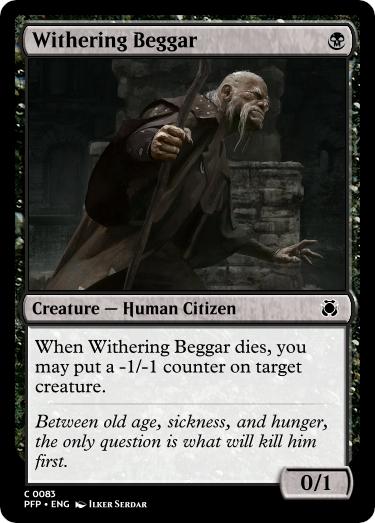 Withering Beggar
Creature — Human Citizen
When Withering Beggar dies, you
may put a -1/-1 counter on target
creature.
Between old age, sickness, and hunger,
the only question is what will kill him
first.
0/1
C 0083
PFP • ENG Ilker Serdar